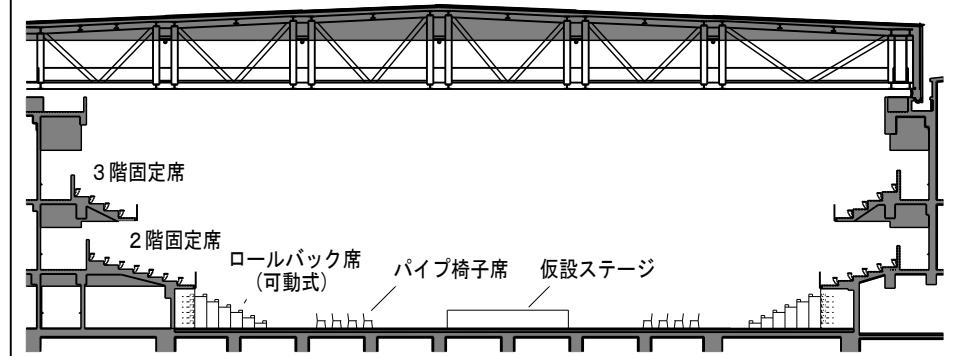 3階固定席
2階固定席
ロールバック席
(可動式)
パイプ椅子席
仮設ステージ